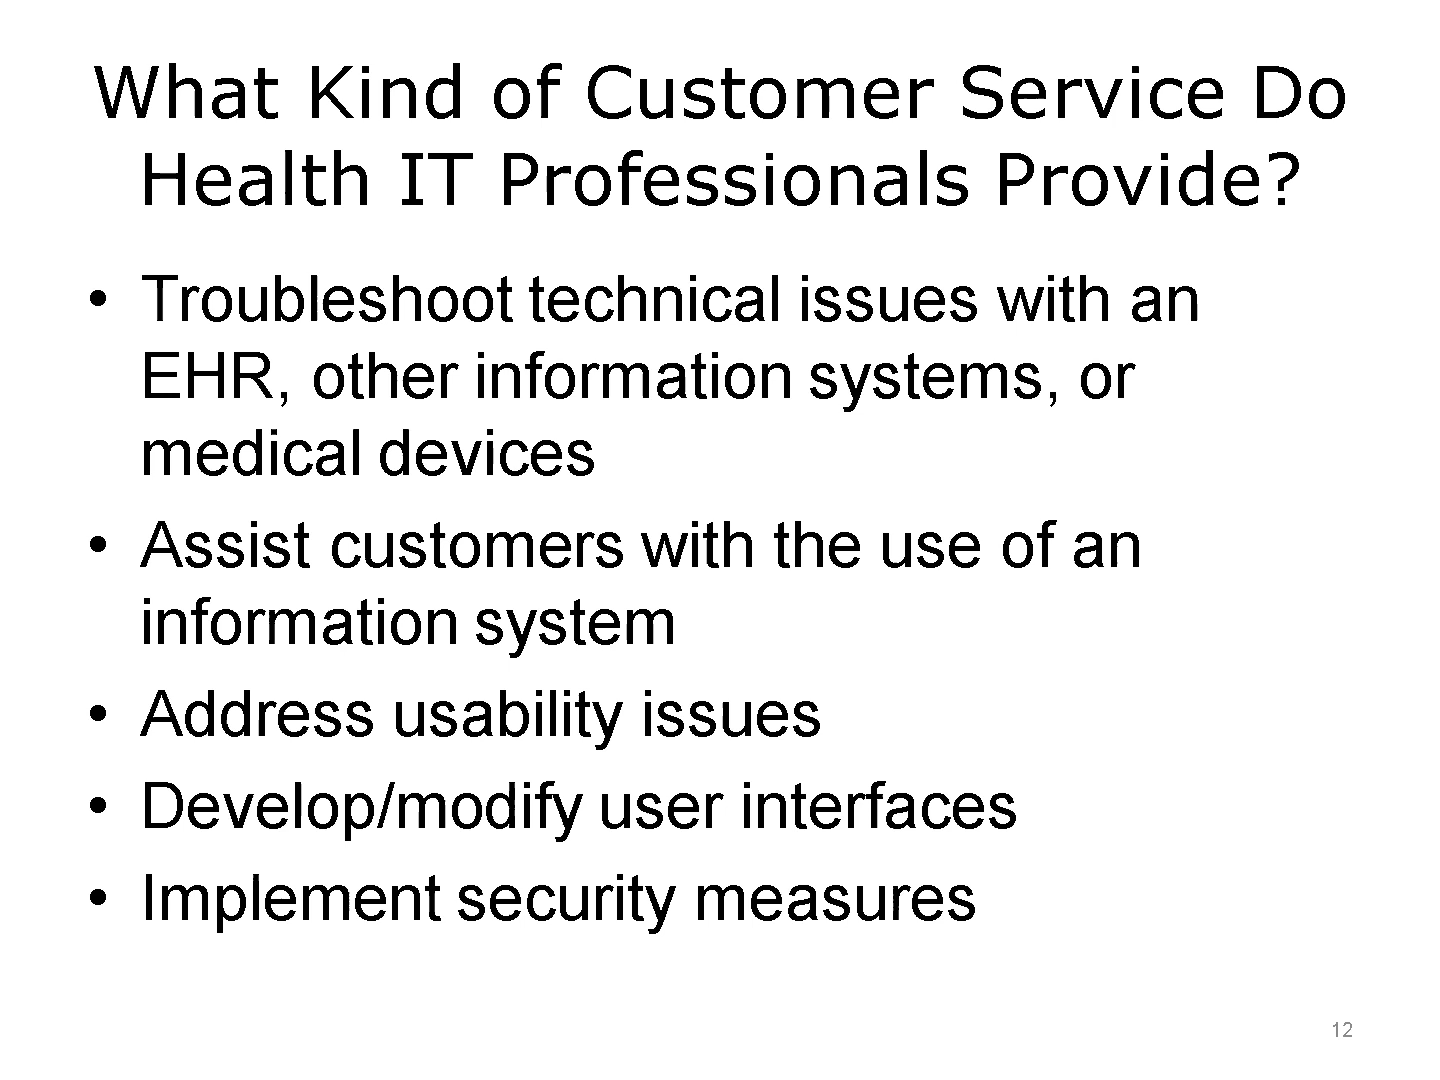 What Kind of Customer Service Do
Health IT Professionals Provide?
• Troubleshoot technical issues with an
EHR, other information systems, or
medical devices
• Assist customers with the use of an
information system
• Address usability issues
• Develop/modify user interfaces
• Implement security measures
12